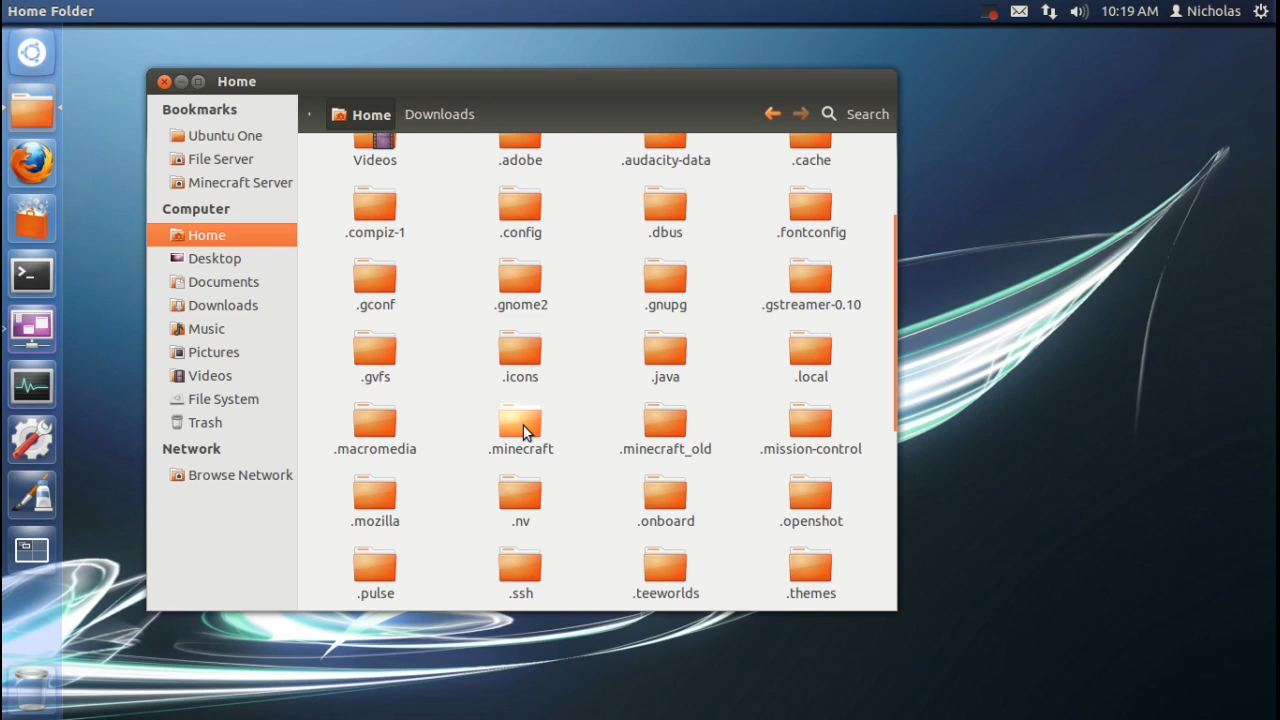 Home Folder
10:19 AM Nicholas
Home
Bookmarks
Ubuntu One
File Server
Minecraft Server
Computer
Home
Desktop
Documents
Downloads
Music
Pictures
Videos
File System
Trash
Network
Browse Network
Home Downloads Search
Videos .adobe .audacity-data .cache
.compiz-1 .config .dbus .fontconfig
.gconf .gnome2 .gnupg .gstreamer-0.10
.gvfs .icons .java .local
.macromedia .minecraft .minecraft_old .mission-control
.mozilla .nv .onboard .openshot
.pulse .ssh .teeworlds .themes